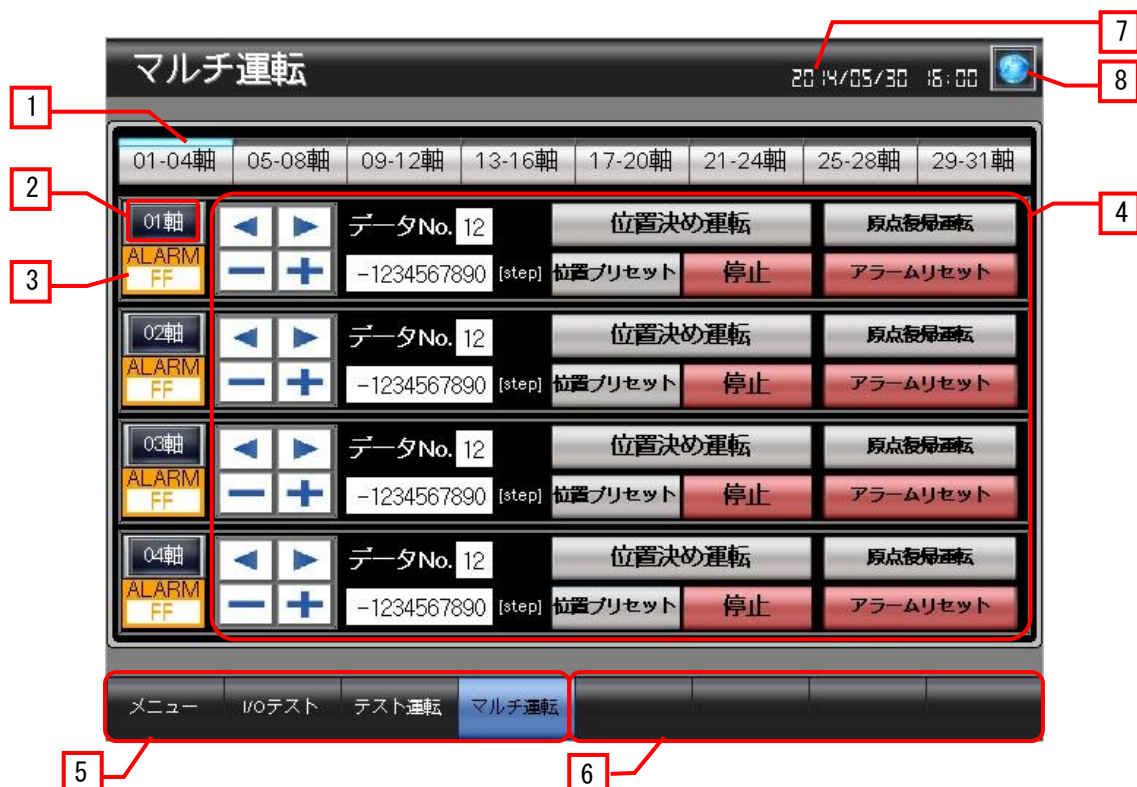 7
マルチ運転
2014/05/30 16:00
8
1
01-04軸 05-08軸 09-12軸 13-16軸 17-20軸 21-24軸 25-28軸 29-31軸
2
01軸 データNo. 12 位置決め運転 原点復帰運転
4
3
ALARM
FF -1234567890 [step] 位置プリセット 停止 アラームリセット
02軸 データNo. 12 位置決め運転 原点復帰運転
ALARM
FF -1234567890 [step] 位置プリセット 停止 アラームリセット
03軸 データNo. 12 位置決め運転 原点復帰運転
ALARM
FF -1234567890 [step] 位置プリセット 停止 アラームリセット
04軸 データNo. 12 位置決め運転 原点復帰運転
ALARM
FF -1234567890 [step] 位置プリセット 停止 アラームリセット
メニュー I/Oテスト テスト運転 マルチ運転
5
6